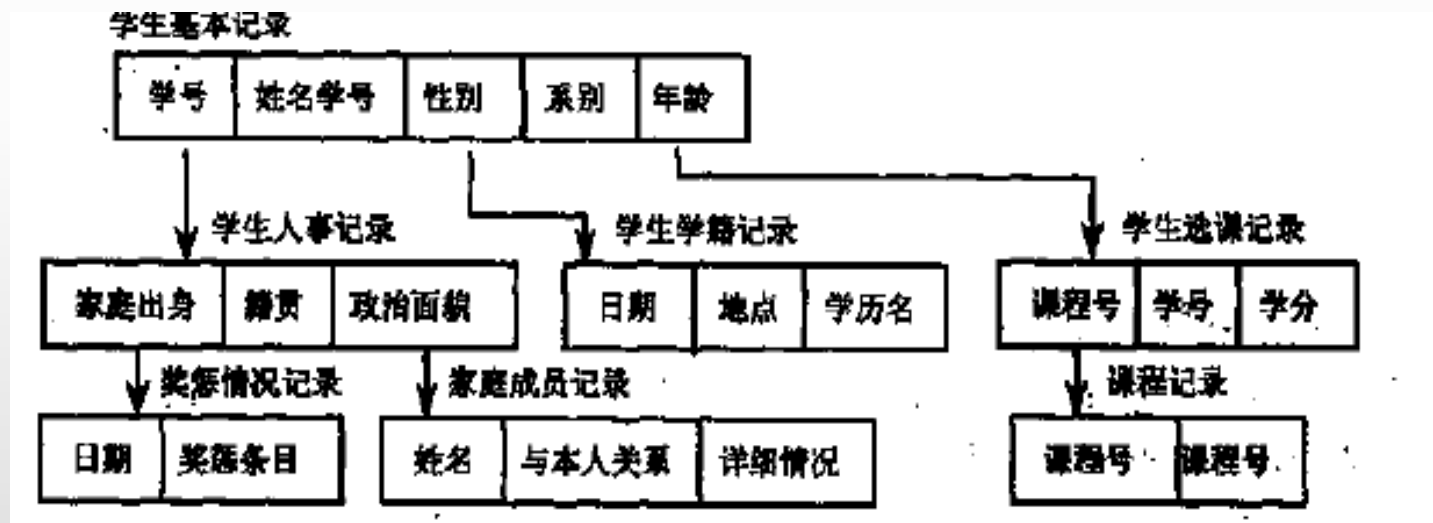 学生基本记录
学号 姓名学号 性别 系别 年龄
学生人事记录 学生学籍记录 学生选课记录
家庭出身 籍贯 政治面貌 日期 地点 学历名 课程号 学号 学分
奖惩情况记录 家庭成员记录 课程记录
日期 奖惩条目 姓名 与本人关系 详细情况 课程号 课程号